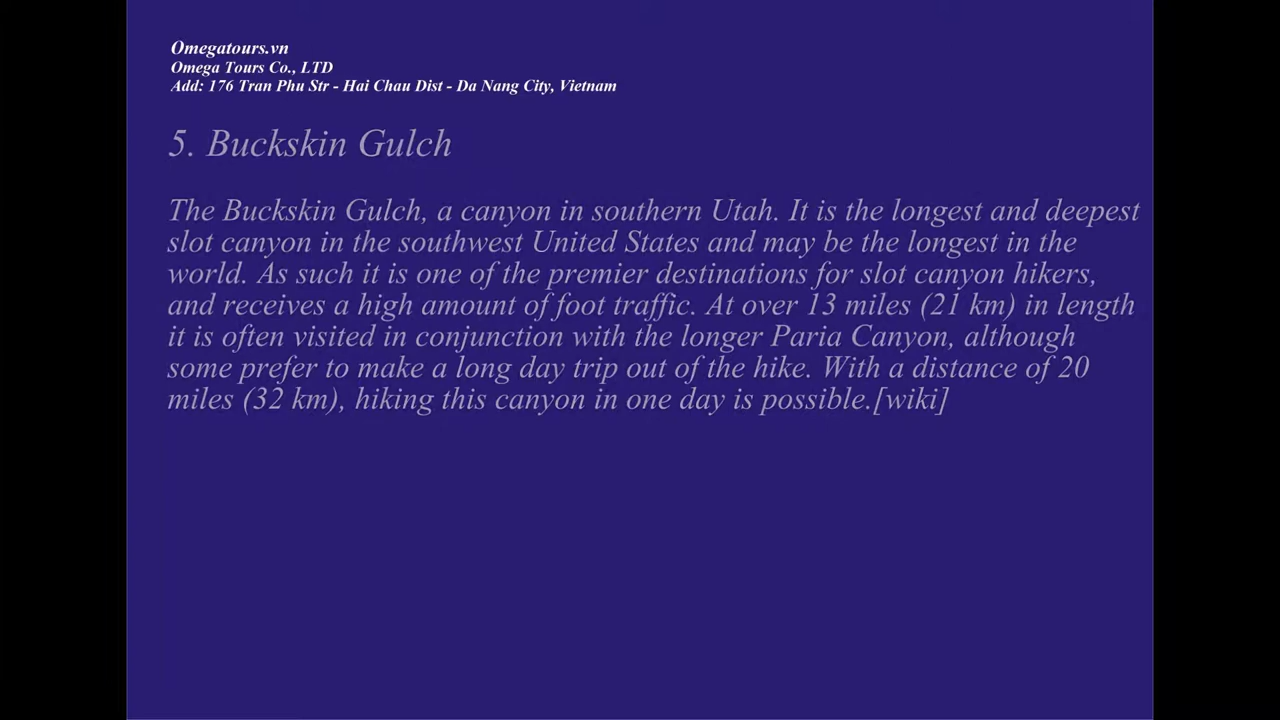 Omegatours.vn
Omega Tours Co., LTD
Add: 176 Tran Phu Str - Hai Chau Dist - Da Nang City, Vietnam
5. Buckskin Gulch
The Buckskin Gulch, a canyon in southern Utah. It is the longest and deepest
slot canyon in the southwest United States and may be the longest in the
world. As such it is one of the premier destinations for slot canyon hikers,
and receives a high amount of foot traffic. At over 13 miles (21 km) in length
it is often visited in conjunction with the longer Paria Canyon, although
some prefer to make a long day trip out of the hike. With a distance of 20
miles (32 km), hiking this canyon in one day is possible.[wiki]